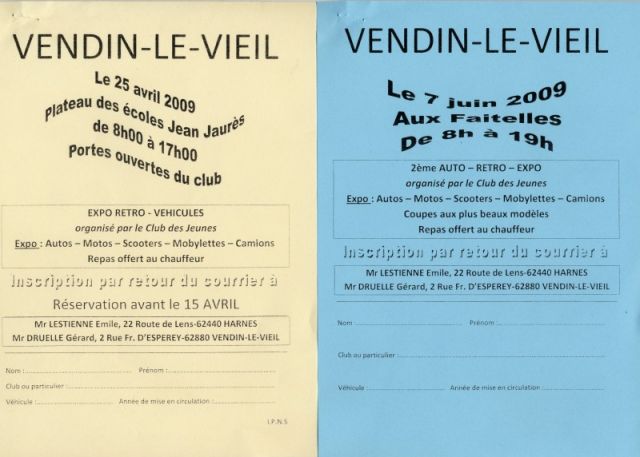 VENDIN-LE-VIEIL
Le 25 avril 2009
Plateau des écoles Jean Jaurès
de 8h00 à 17h00
Portes ouvertes du club
EXPO RETRO - VEHICULES
organisé par le Club des Jeunes
Expo : Autos – Motos – Scooters – Mobylettes – Camions
Repas offert au chauffeur
Inscription par retour du courrier à
Réservation avant le 15 AVRIL
Mr LESTIENNE Emile, 22 Route de Lens-62440 HARNES
Mr DRUELLE Gérard, 2 Rue Fr. D'ESPEREY-62880 VENDIN-LE-VIEIL
Nom : Prénom :
Club ou particulier :
Véhicule : Année de mise en circulation :
I.P.N.S
VENDIN-LE-VIEIL
Le 7 juin 2009
Aux Faitelles
De 8h à 19h
2ème AUTO – RETRO – EXPO
organisé par le Club des Jeunes
Expo : Autos – Motos – Scooters – Mobylettes – Camions
Coupes aux plus beaux modèles
Repas offert au chauffeur
Inscription par retour du courrier à
Mr LESTIENNE Emile, 22 Route de Lens-62440 HARNES
Mr DRUELLE Gérard, 2 Rue Fr. D'ESPEREY-62880 VENDIN-LE-VIEIL
Nom : Prénom :
Club ou particulier :
Véhicule : Année de mise en circulation :